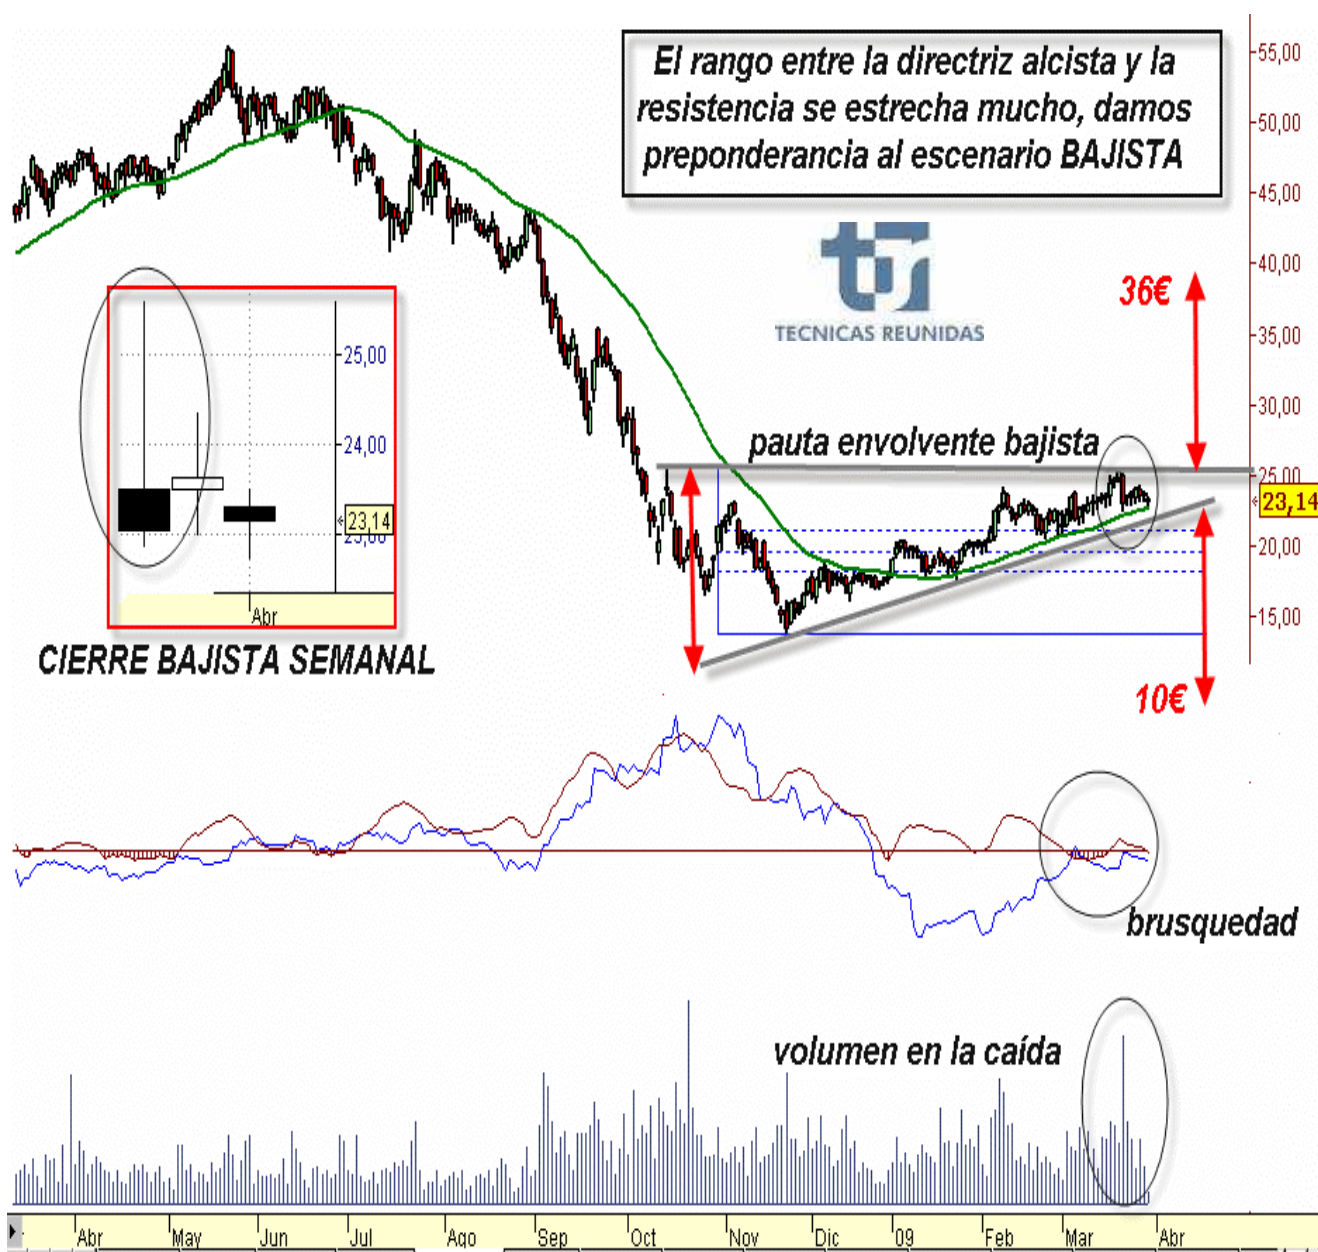 El rango entre la directriz alcista y la
resistencia se estrecha mucho, damos
preponderancia al escenario BAJISTA
tr
TECNICAS REUNIDAS
36€
pauta envolvente bajista
10€
55,00
50,00
45,00
40,00
35,00
30,00
25,00
23,14
20,00
15,00
25,00
24,00
23,14
Abr
CIERRE BAJISTA SEMANAL
brusquedad
volumen en la caída
Abr May Jun Jul Ago Sep Oct Nov Dic 09 Feb Mar Abr